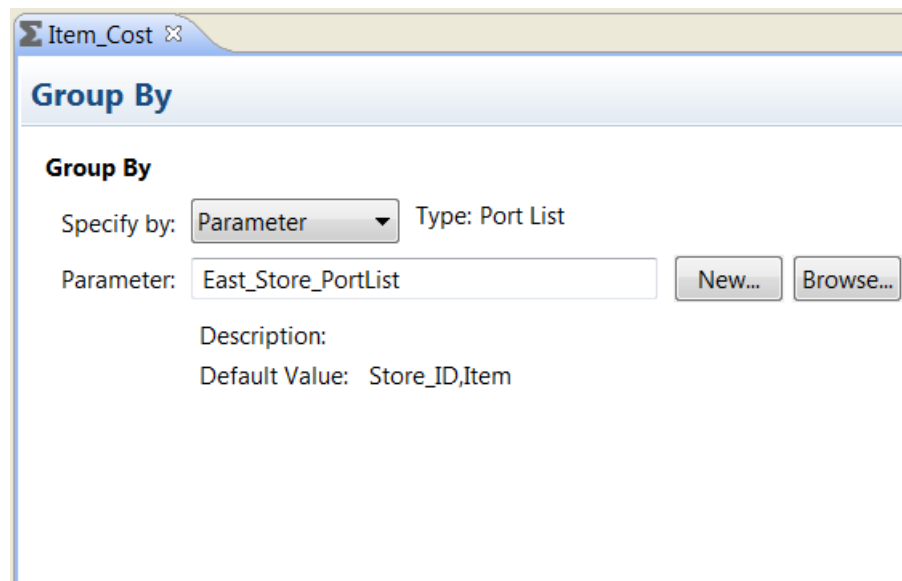 Item_Cost
Group By
Group By
Specify by: Parameter Type: Port List
Parameter: East_Store_PortList New... Browse...
Description:
Default Value: Store_ID,Item